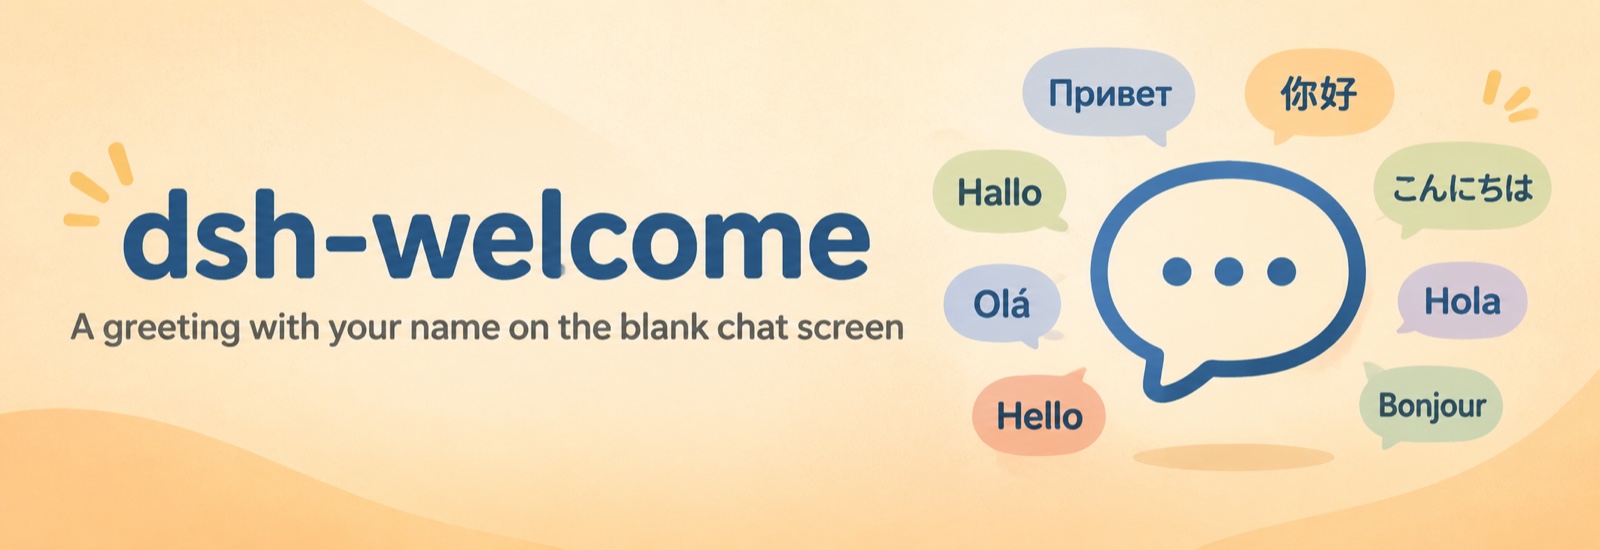 dsh-welcome
A greeting with your name on the blank chat screen
Привет
你好
Hallo
こんにちは
Olá
Hola
Hello
Bonjour